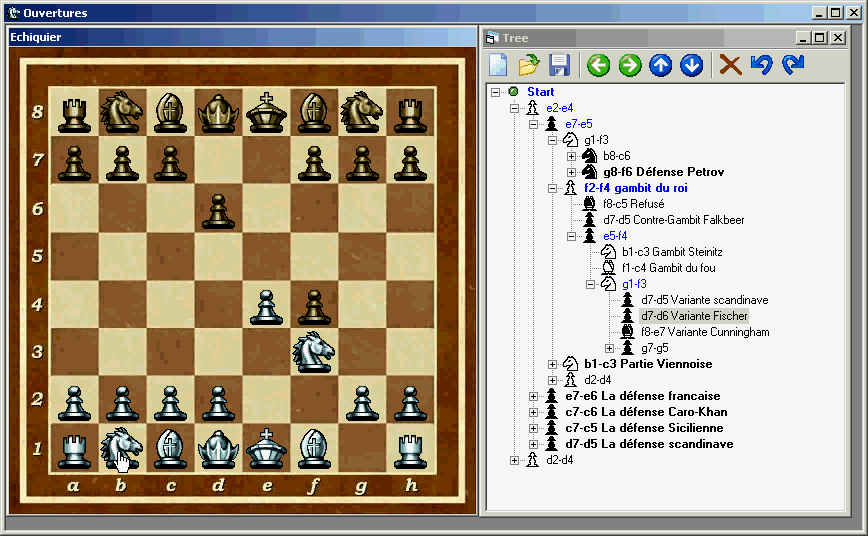 Ouvertures
Echiquier
8
7
6
5
4
3
2
1
a b c d e f g h
Tree
Start
e2-e4
e7-e5
g1-f3
b8-c6
g8-f6 Défense Petrov
f2-f4 gambit du roi
f8-c5 Refusé
d7-d5 Contre-Gambit Falkbeer
e5-f4
b1-c3 Gambit Steinitz
f1-c4 Gambit du fou
g1-f3
d7-d5 Variante scandinave
d7-d6 Variante Fischer
f8-e7 Variante Cunningham
g7-g5
b1-c3 Partie Viennoise
d2-d4
e7-e6 La défense francaise
c7-c6 La défense Caro-Khan
c7-c5 La défense Sicilienne
d7-d5 La défense scandinave
d2-d4